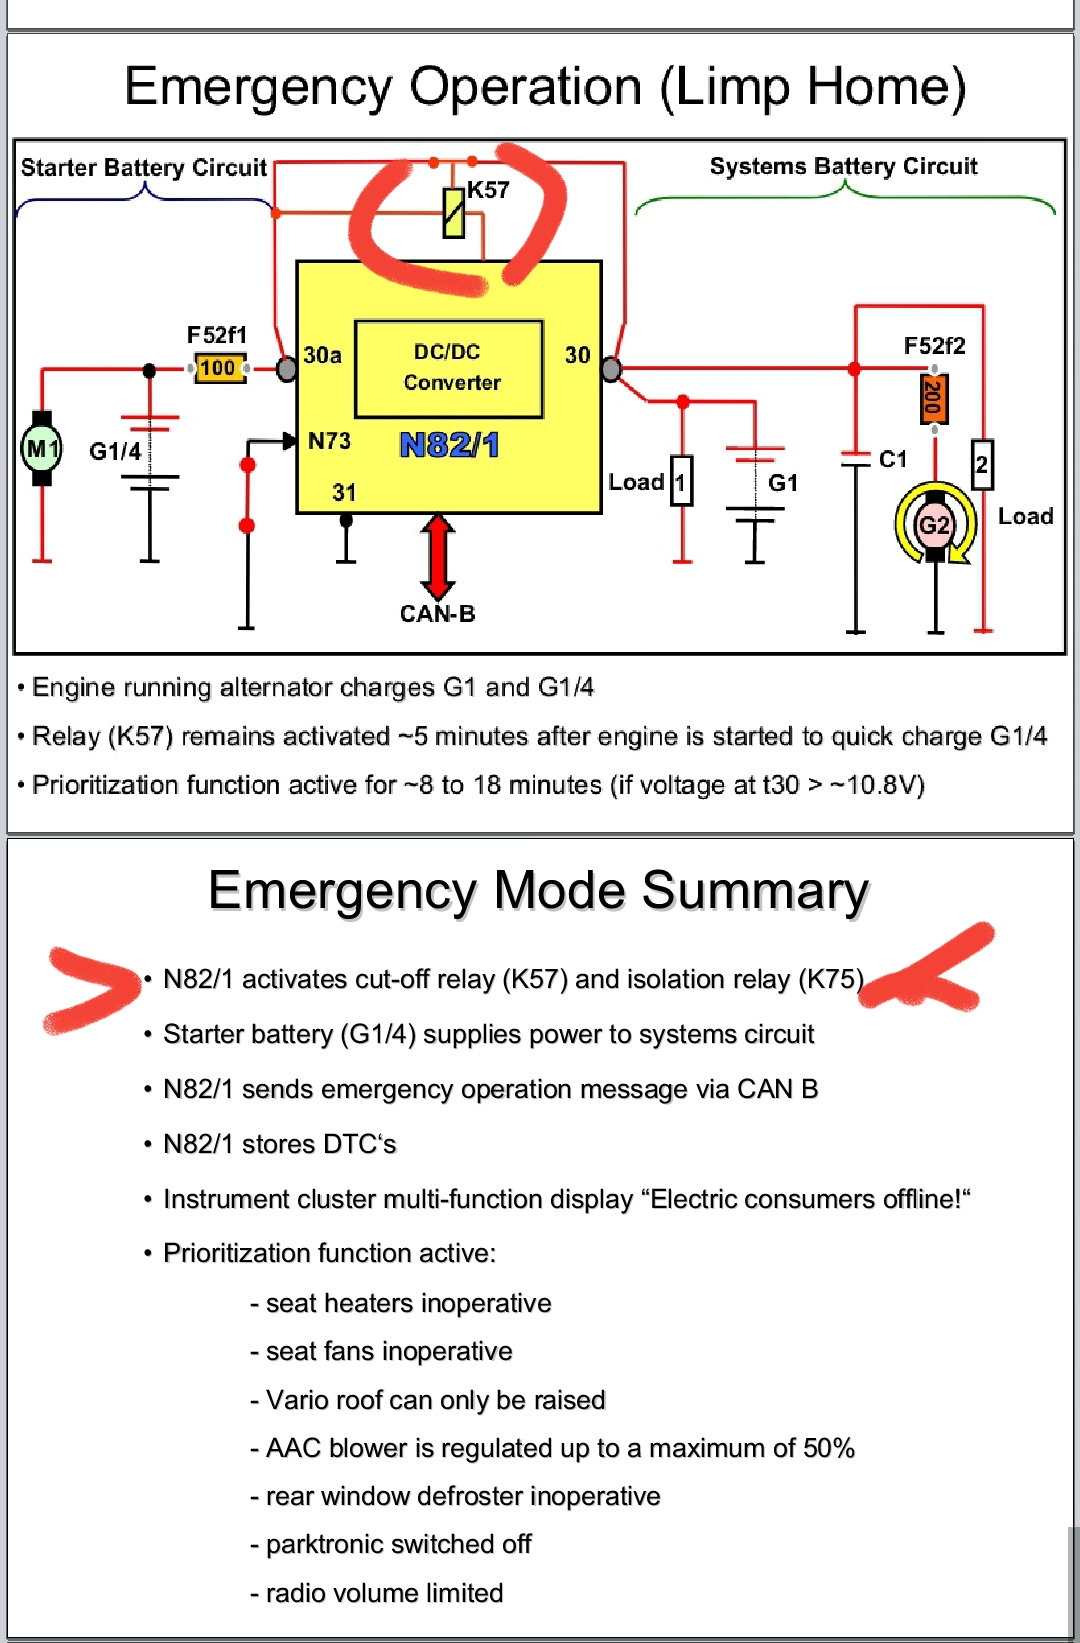 Emergency Operation (Limp Home)
Starter Battery Circuit
Systems Battery Circuit
K57
F52f1
100
30a
DC/DC
Converter
30
F52f2
200
M1
G1/4
N73
N82/1
31
Load
1
G1
C1
2
G2
Load
CAN-B
• Engine running alternator charges G1 and G1/4
• Relay (K57) remains activated ~5 minutes after engine is started to quick charge G1/4
• Prioritization function active for ~8 to 18 minutes (if voltage at t30 > ~10.8V)
Emergency Mode Summary
• N82/1 activates cut-off relay (K57) and isolation relay (K75)
• Starter battery (G1/4) supplies power to systems circuit
• N82/1 sends emergency operation message via CAN B
• N82/1 stores DTC‘s
• Instrument cluster multi-function display “Electric consumers offline!“
• Prioritization function active:
- seat heaters inoperative
- seat fans inoperative
- Vario roof can only be raised
- AAC blower is regulated up to a maximum of 50%
- rear window defroster inoperative
- parktronic switched off
- radio volume limited